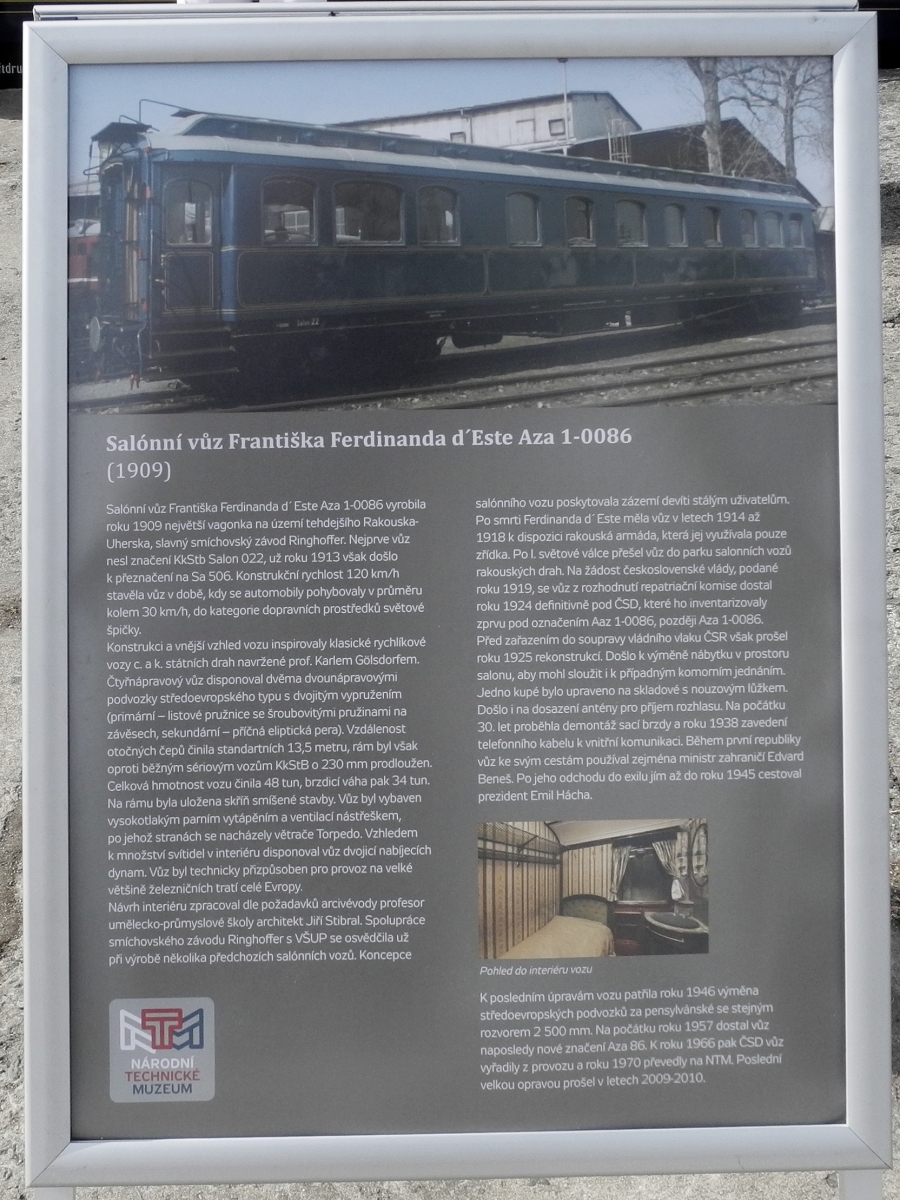 Salónní vůz Františka Ferdinanda d´Este Aza 1-0086
(1909)
Salónní vůz Františka Ferdinanda d´ Este Aza 1-0086 vyrobila
roku 1909 největší vagonka na území tehdejšího Rakouska-
Uherska, slavný smíchovský závod Ringhoffer. Nejprve vůz
nesl značení KkStb Salon 022, už roku 1913 však došlo
k přeznačení na Sa 506. Konstrukční rychlost 120 km/h
stavěla vůz v době, kdy se automobily pohybovaly v průměru
kolem 30 km/h, do kategorie dopravních prostředků světové
špičky.
Konstrukci a vnější vzhled vozu inspirovaly klasické rychlíkové
vozy c. a k. státních drah navržené prof. Karlem Gölsdorfem.
Čtyřnápravový vůz disponoval dvěma dvounápravovými
podvozky středoevropského typu s dvojitým vypružením
(primární – listové pružnice se šroubovitými pružinami na
závěsech, sekundární – příčná eliptická pera). Vzdálenost
otočných čepů činila standartních 13,5 metru, rám byl však
oproti běžným sériovým vozům KkStB o 230 mm prodloužen.
Celková hmotnost vozu činila 48 tun, brzdicí váha pak 34 tun.
Na rámu byla uložena skříň smíšené stavby. Vůz byl vybaven
vysokotlakým parním vytápěním a ventilací nástřeškem,
po jehož stranách se nacházely větrače Torpedo. Vzhledem
k množství svítidel v interiéru disponoval vůz dvojicí nabíjecích
dynam. Vůz byl technicky přizpůsoben pro provoz na velké
většině železničních tratí celé Evropy.
Návrh interiéru zpracoval dle požadavků arcivévody profesor
umělecko-průmyslové školy architekt Jiří Stibral. Spolupráce
smíchovského závodu Ringhoffer s VŠUP se osvědčila už
při výrobě několika předchozích salónních vozů. Koncepce
salónního vozu poskytovala zázemí devíti stálým uživatelům.
Po smrti Ferdinanda d´ Este měla vůz v letech 1914 až
1918 k dispozici rakouská armáda, která jej využívala pouze
zřídka. Po I. světové válce přešel vůz do parku salonních vozů
rakouských drah. Na žádost československé vlády, podané
roku 1919, se vůz z rozhodnutí repatriační komise dostal
roku 1924 definitivně pod ČSD, které ho inventarizovaly
zprvu pod označením Aaz 1-0086, později Aza 1-0086.
Před zařazením do soupravy vládního vlaku ČSR však prošel
roku 1925 rekonstrukcí. Došlo k výměně nábytku v prostoru
salonu, aby mohl sloužit i k případným komorním jednáním.
Jedno kupé bylo upraveno na skladové s nouzovým lůžkem.
Došlo i na dosazení antény pro příjem rozhlasu. Na počátku
30. let proběhla demontáž sací brzdy a roku 1938 zavedení
telefonního kabelu k vnitřní komunikaci. Během první republiky
vůz ke svým cestám používal zejména ministr zahraničí Edvard
Beneš. Po jeho odchodu do exilu jím až do roku 1945 cestoval
prezident Emil Hácha.
Pohled do interiéru vozu
K posledním úpravám vozu patřila roku 1946 výměna
středoevropských podvozků za pensylvánské se stejným
rozvorem 2 500 mm. Na počátku roku 1957 dostal vůz
naposledy nové značení Aza 86. K roku 1966 pak ČSD vůz
vyřadily z provozu a roku 1970 převedly na NTM. Poslední
velkou opravou prošel v letech 2009-2010.
NTM
NÁRODNÍ
TECHNICKÉ
MUZEUM